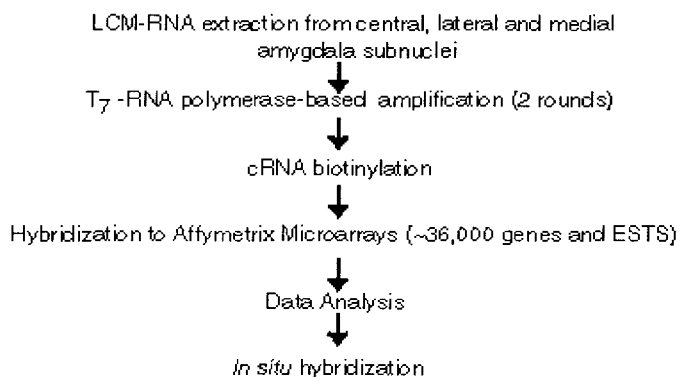 LCM-RNA extraction from central, lateral and medial
amygdala subnuclei
T7 -RNA polymerase-based amplification (2 rounds)
cRNA biotinylation
Hybridization to Affymetrix Microarrays (~36,000 genes and ESTS)
Data Analysis
In situ hybridization